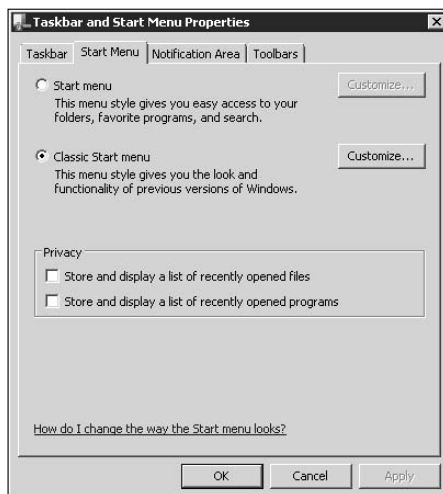 Taskbar and Start Menu Properties
Taskbar
Start Menu
Notification Area
Toolbars
Start menu
Customize...
This menu style gives you easy access to your
folders, favorite programs, and search.
Classic Start menu
Customize...
This menu style gives you the look and
functionality of previous versions of Windows.
Privacy
Store and display a list of recently opened files
Store and display a list of recently opened programs
How do I change the way the Start menu looks?
OK
Cancel
Apply